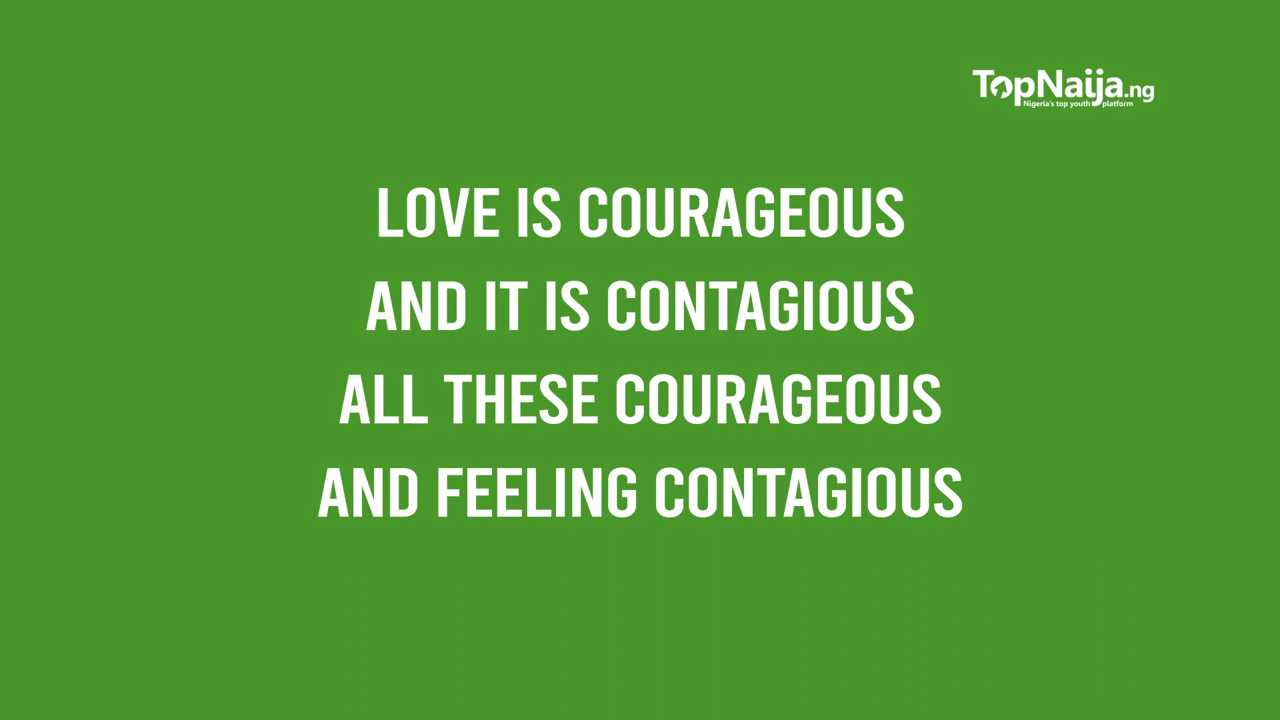 TopNaija.ng
Nigeria's top youth platform
LOVE IS COURAGEOUS
AND IT IS CONTAGIOUS
ALL THESE COURAGEOUS
AND FEELING CONTAGIOUS